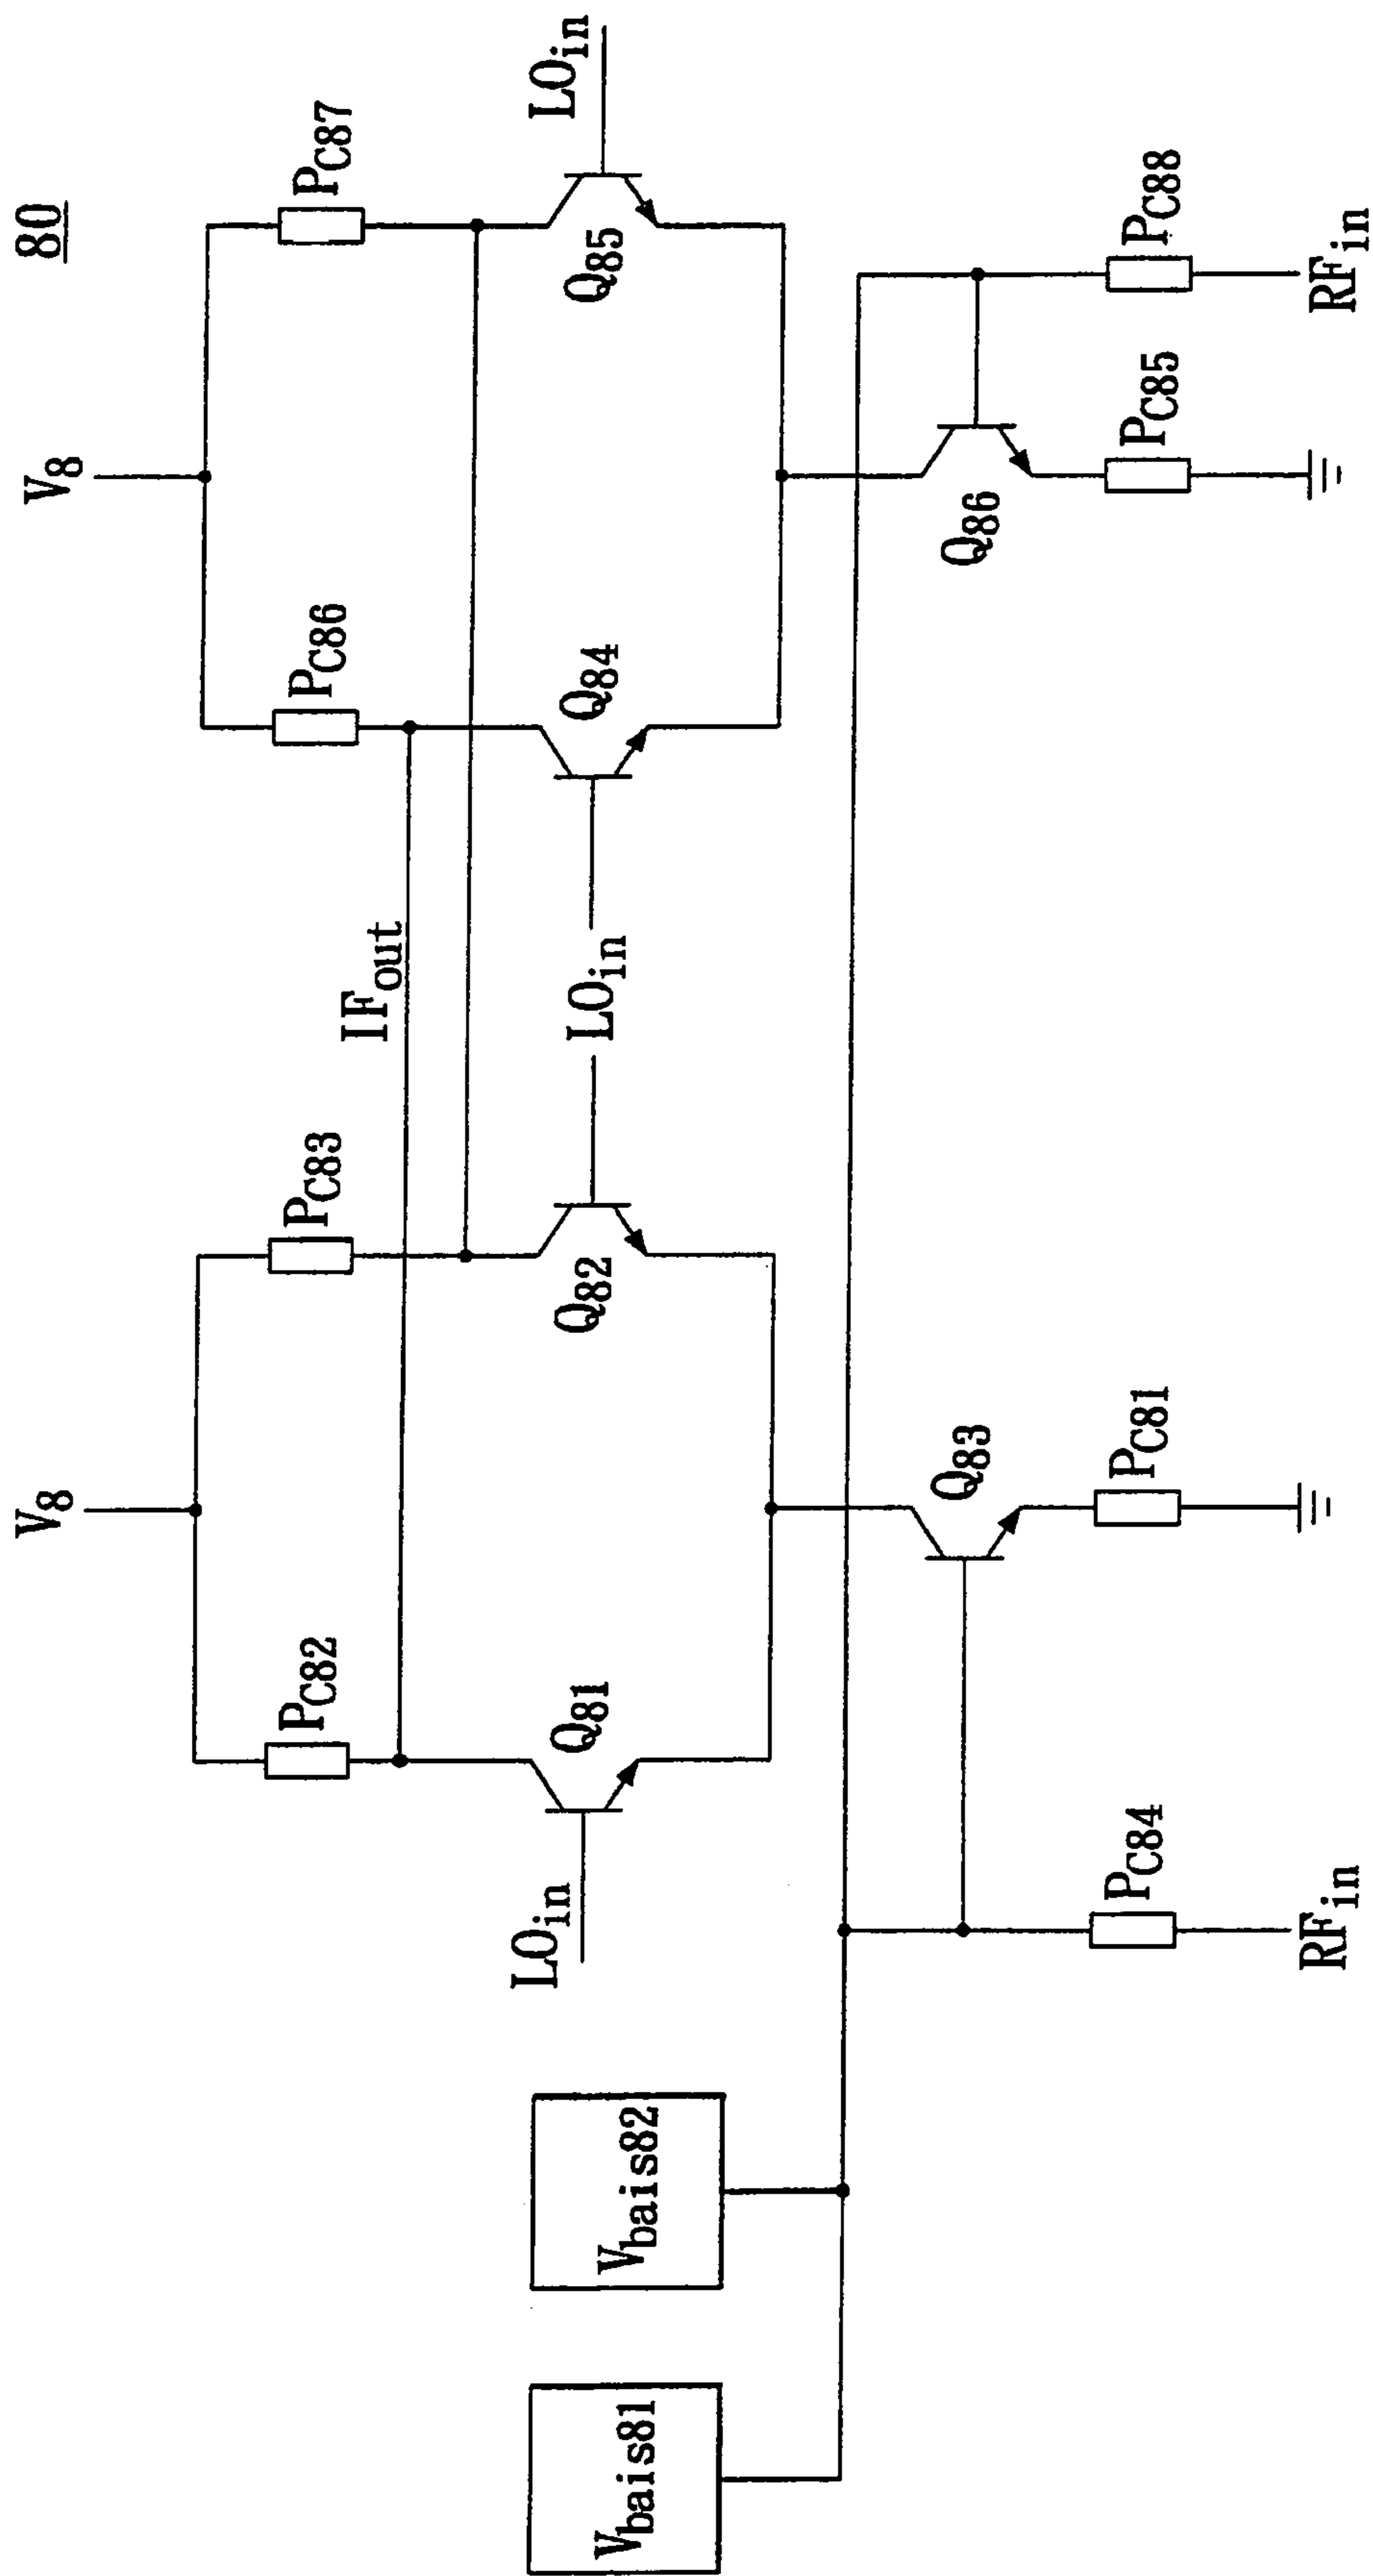 80
V8
V8
PC82
PC83
PC86
PC87
IFout
LOin
Q81
Q82
LOin
Q84
Q85
LOin
Vbais81
Vbais82
Q83
Q86
PC84
PC81
PC85
PC88
RFin
RFin